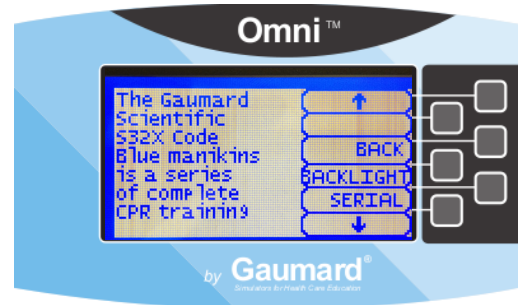 Omni™
The Gaumard
Scientific
S32X Code
Blue manikins
is a series
of complete
CPR training
↑
BACK
BACKLIGHT
SERIAL
↓
by Gaumard®
Simulators for Health Care Education